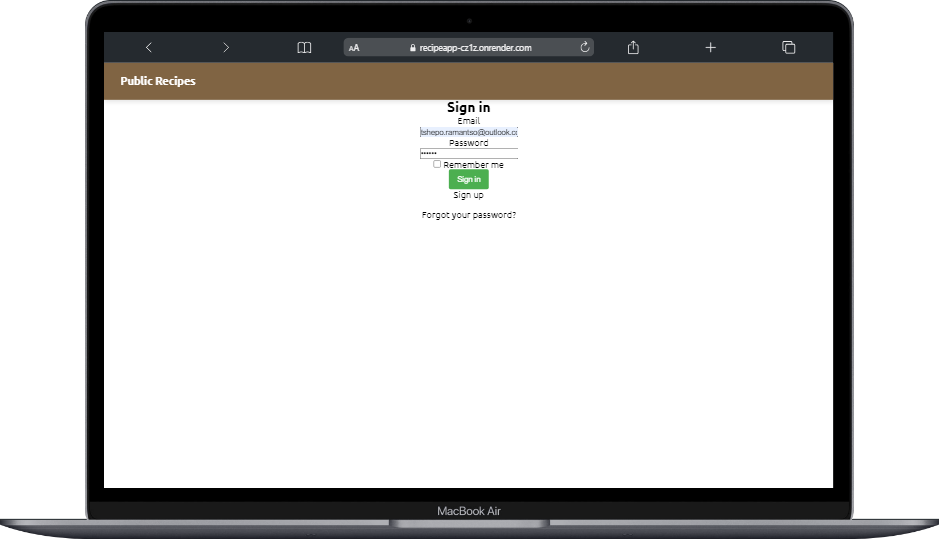 AA recipeapp-cz1z.onrender.com
Public Recipes
Sign in
Email
tshepo.ramantso@outlook.co
Password
••••••
Remember me
Sign in
Sign up
Forgot your password?
MacBook Air